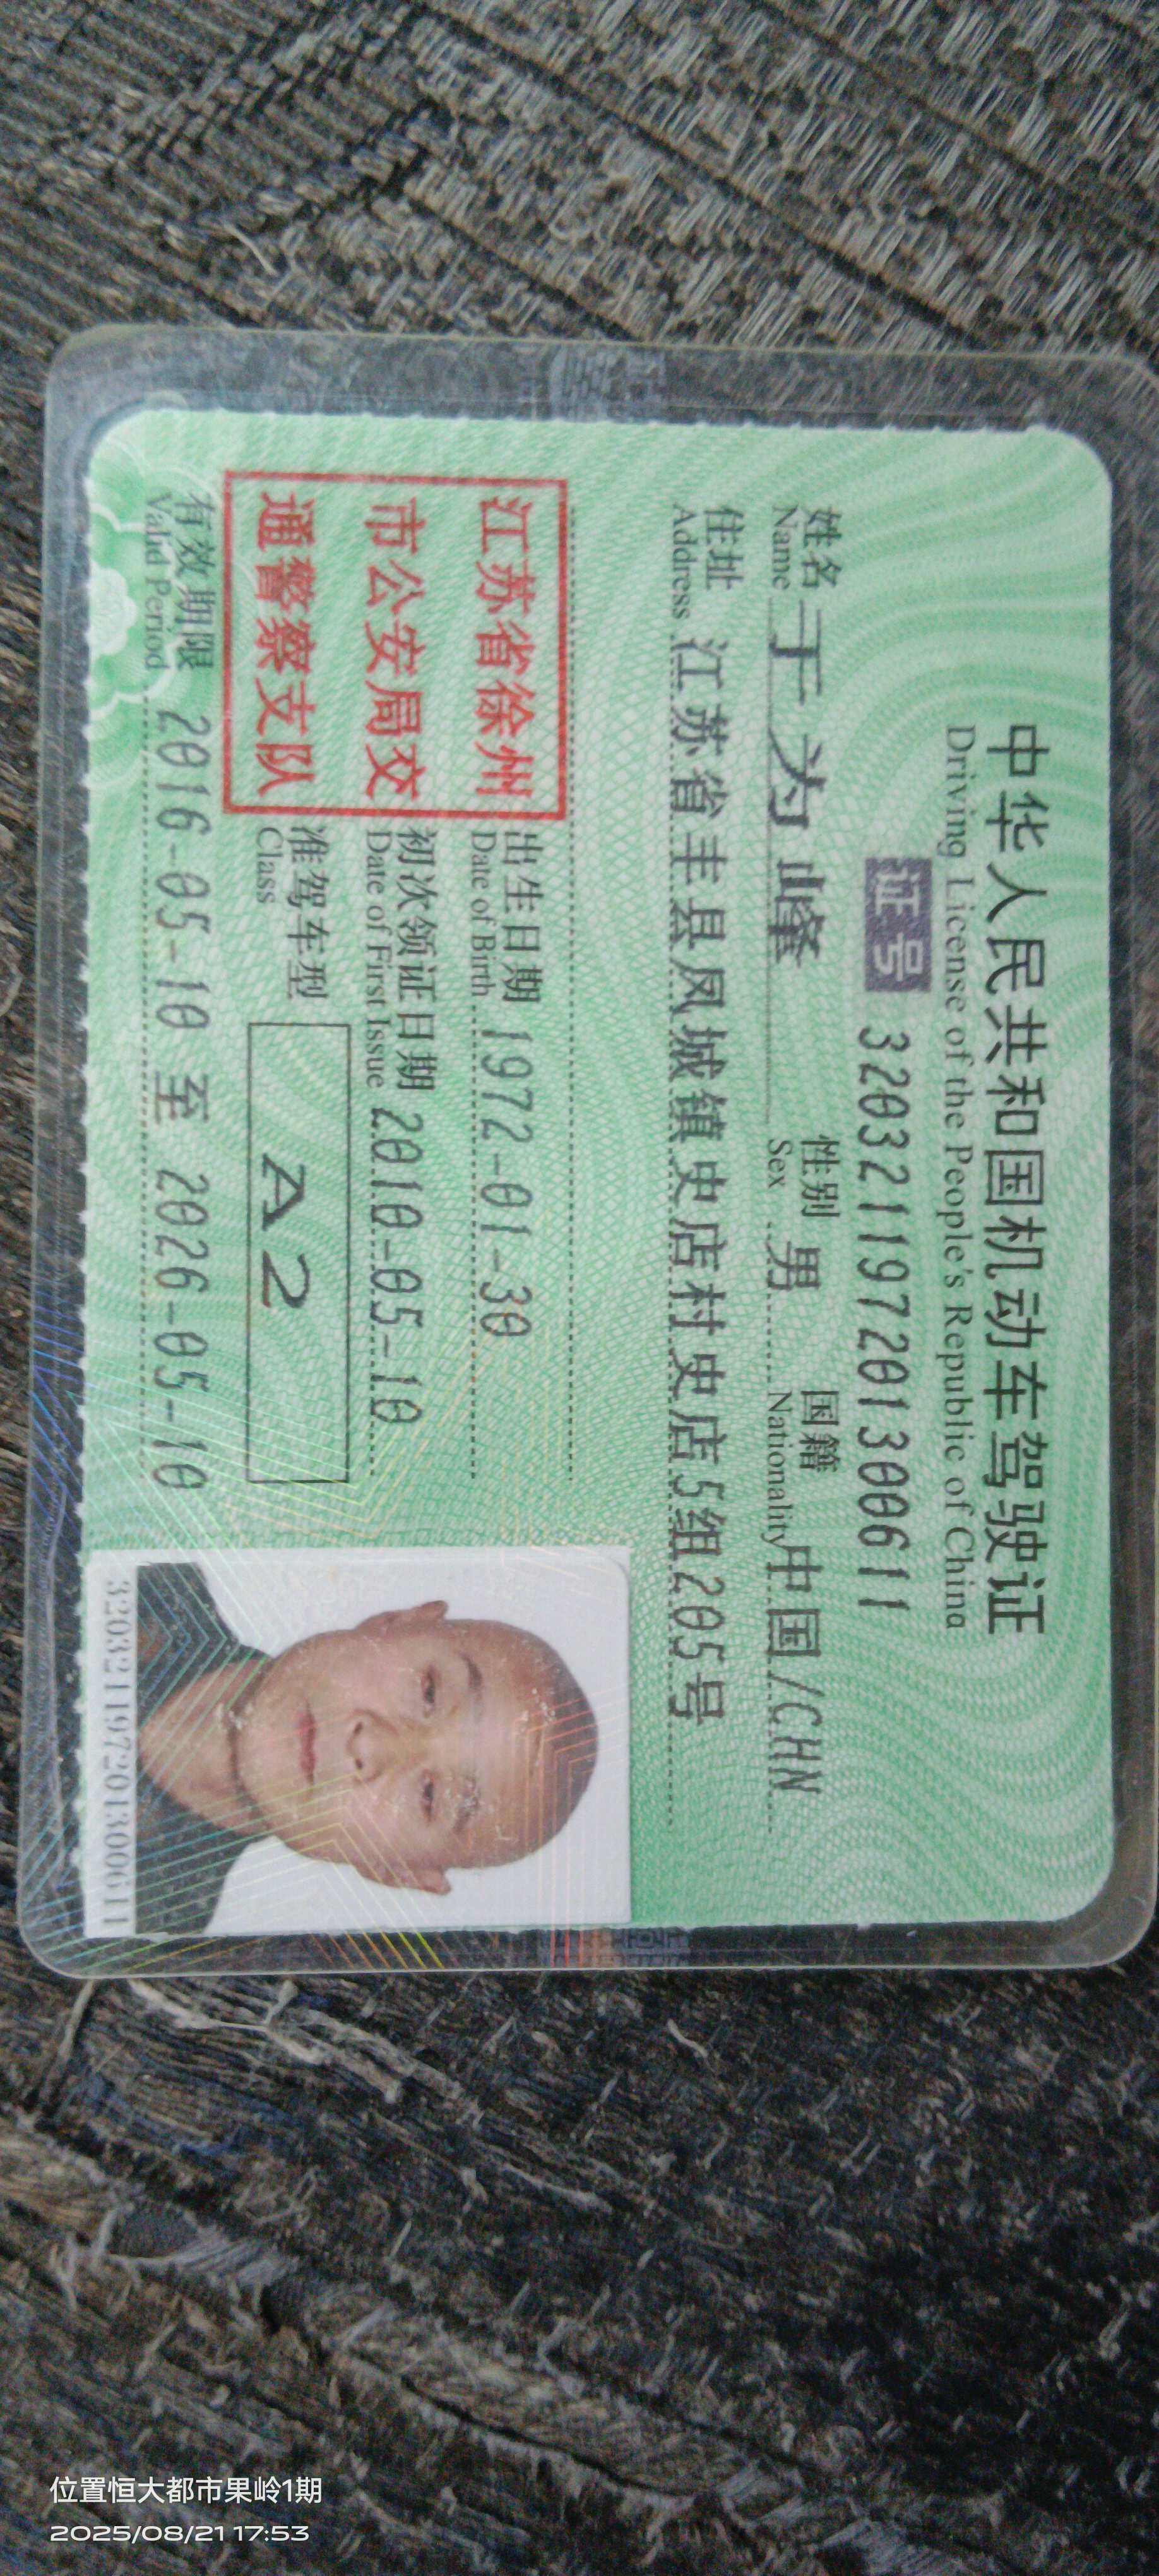 中华人民共和国机动车驾驶证
Driving License of the People's Republic of China
证号 320321197201300611
姓名 于为峰 性别 男 国籍 中国/CHN
Name Sex Nationality
住址 江苏省丰县凤城镇史店村史店5组205号
Address
江苏省徐州
市公安局交
通警察支队
出生日期 1972-01-30
Date of Birth
初次领证日期 2010-05-10
Date of First Issue
准驾车型 A2
Class
有效期限 2016-05-10 至 2026-05-10
Valid Period
320321197201300611
位置恒大都市果岭1期
2025/08/21 17:53